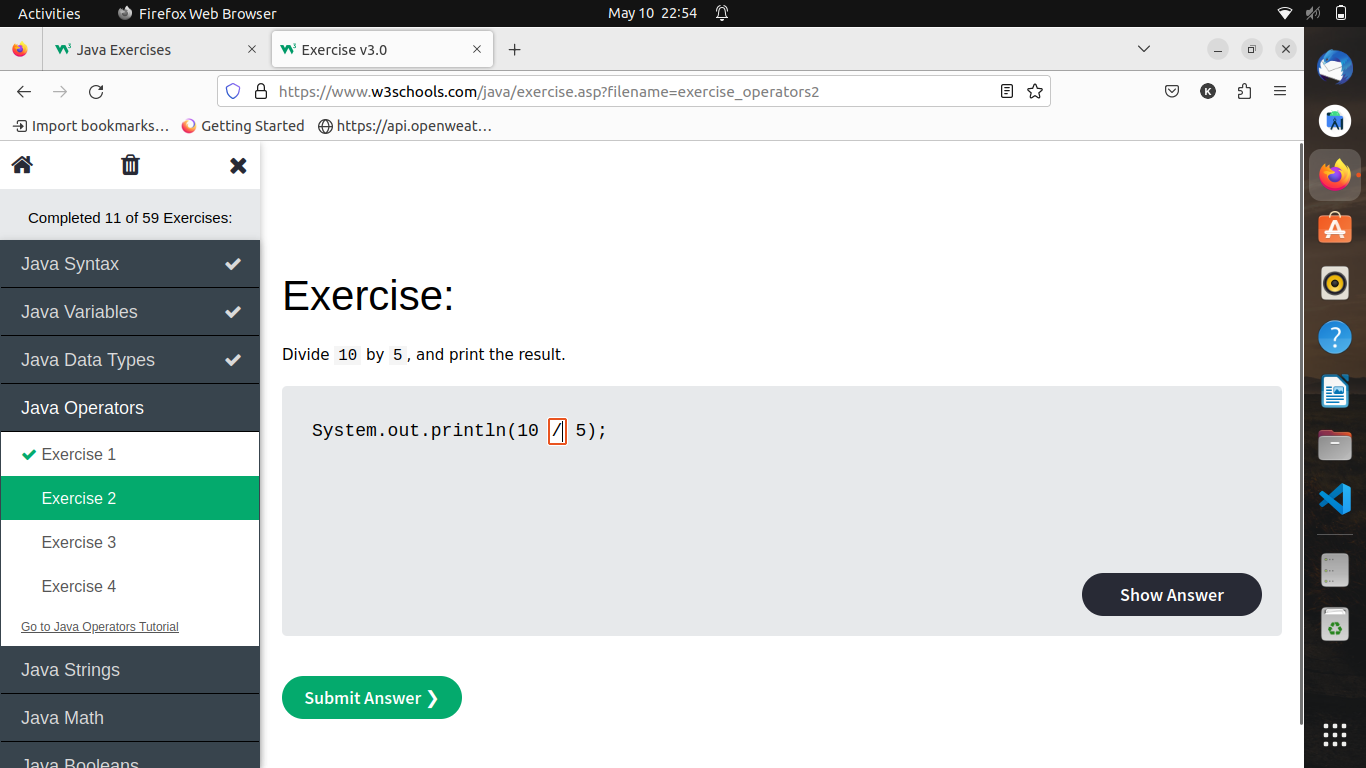 Activities Firefox Web Browser May 10 22:54
Java Exercises Exercise v3.0
https://www.w3schools.com/java/exercise.asp?filename=exercise_operators2 K
Import bookmarks… Getting Started https://api.openweat…
Completed 11 of 59 Exercises:
Java Syntax
Java Variables
Java Data Types
Java Operators
Exercise 1
Exercise 2
Exercise 3
Exercise 4
Go to Java Operators Tutorial
Java Strings
Java Math
Java Booleans
Exercise:
Divide 10 by 5, and print the result.
System.out.println(10 / 5);
Show Answer
Submit Answer ❯